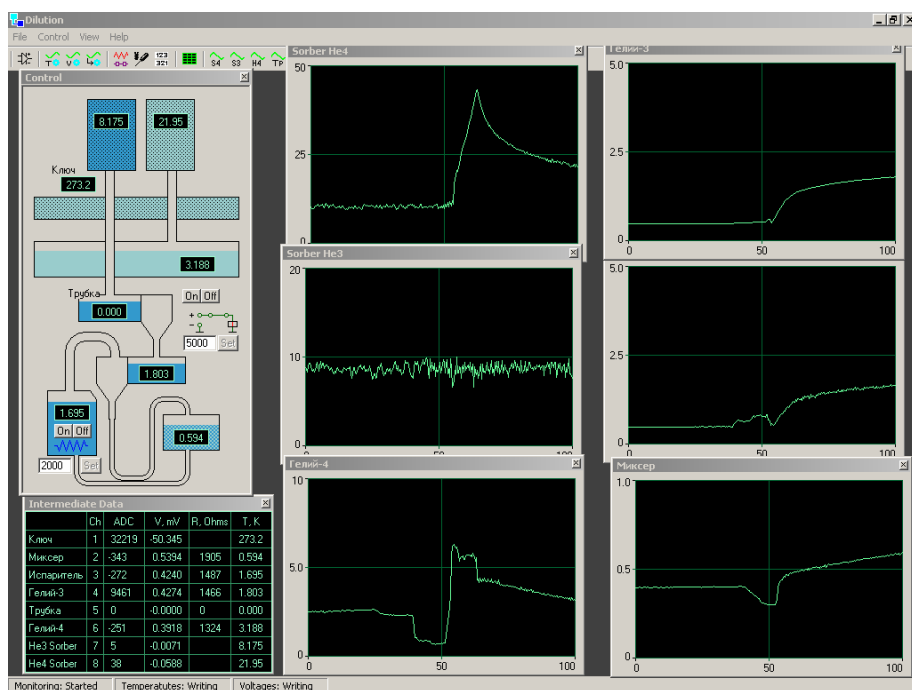 Dilution
File Control View Help
T U 123 321 S4 S3 H4 TP
Control
8.175 21.95
Ключ
273.2
3.188
Трубка On Off
0.000
+
-
5000 Set
1.803
1.695
On Off 0.594
2000 Set
Sorber He4
50
25
0
Sorber He3
20
10
0
0 50 100
Гелий-4
10
5.0
0
0 50 100
Гелий-3
5.0
2.5
0
0 50 100
5.0
2.5
0
Миксер
1.0
0.5
0
0 50 100
Intermediate Data
Ch ADC V, mV R, Ohms T, K
Ключ 1 32219 -50.345 273.2
Миксер 2 -343 0.5394 1905 0.594
Испаритель 3 -272 0.4240 1487 1.695
Гелий-3 4 9461 0.4274 1466 1.803
Трубка 5 0 -0.0000 0 0.000
Гелий-4 6 -251 0.3918 1324 3.188
He3 Sorber 7 5 -0.0071 8.175
He4 Sorber 8 38 -0.0588 21.95
Monitoring: Started Temperatutes: Writing Voltages: Writing